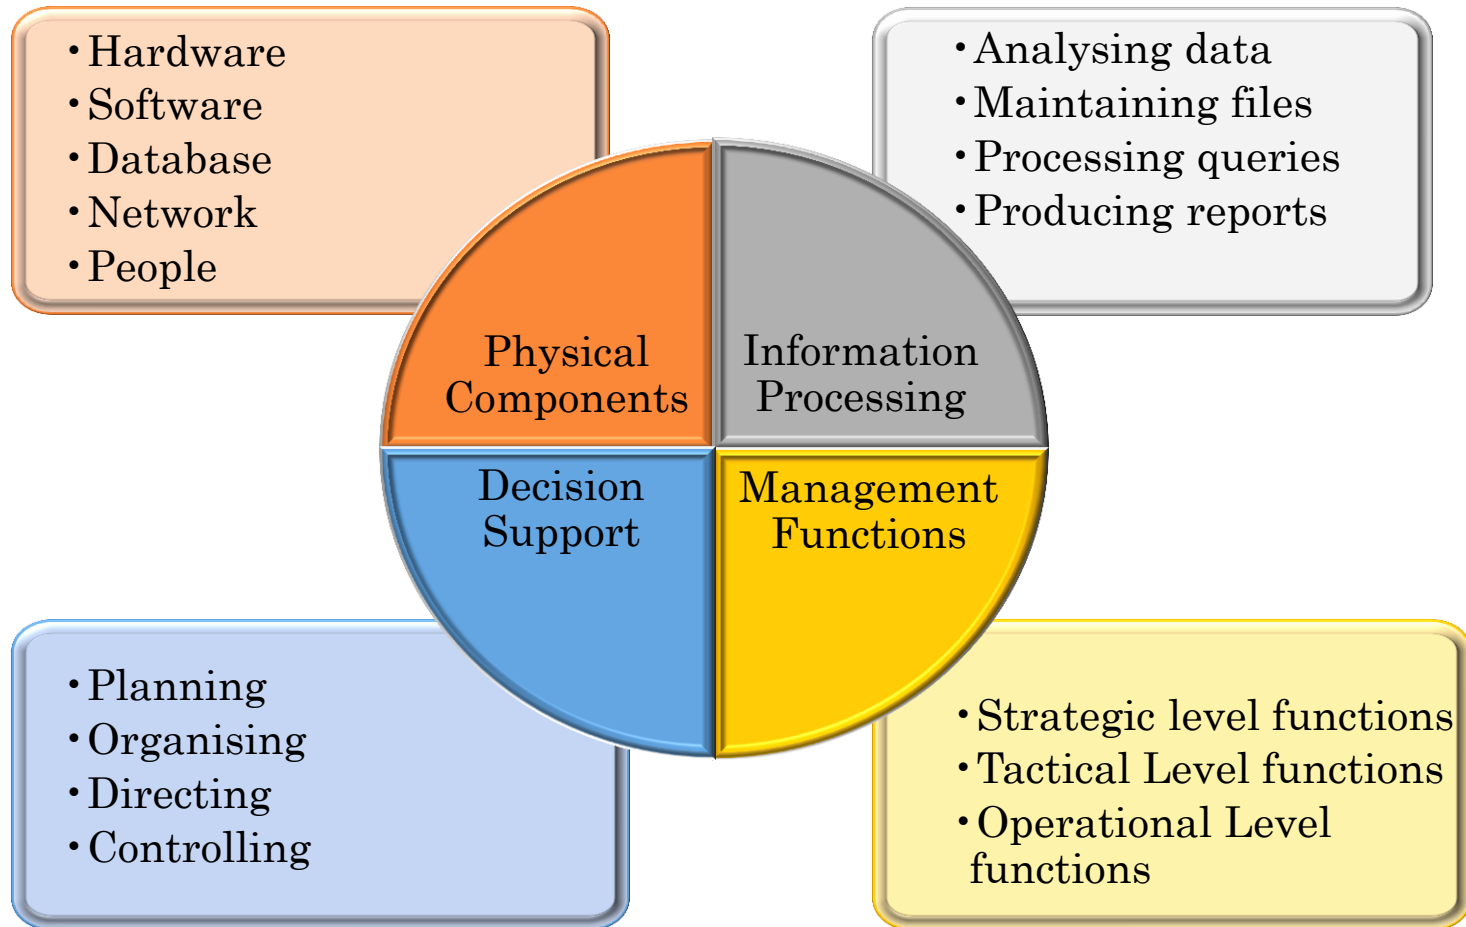 • Hardware
• Software
• Database
• Network
• People
• Analysing data
• Maintaining files
• Processing queries
• Producing reports
Physical
Components
Information
Processing
Decision
Support
Management
Functions
• Planning
• Organising
• Directing
• Controlling
• Strategic level functions
• Tactical Level functions
• Operational Level
functions